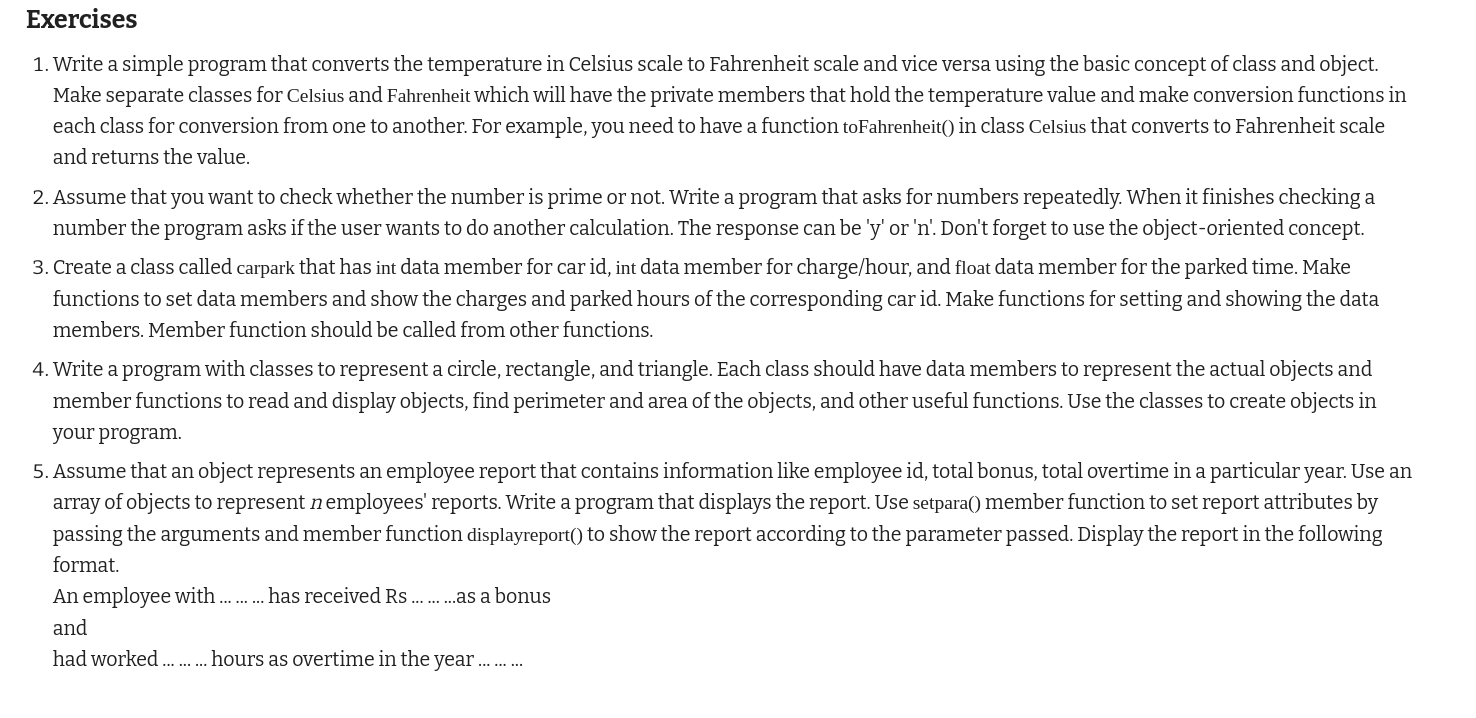 Exercises
1. Write a simple program that converts the temperature in Celsius scale to Fahrenheit scale and vice versa using the basic concept of class and object.
Make separate classes for Celsius and Fahrenheit which will have the private members that hold the temperature value and make conversion functions in
each class for conversion from one to another. For example, you need to have a function toFahrenheit() in class Celsius that converts to Fahrenheit scale
and returns the value.
2. Assume that you want to check whether the number is prime or not. Write a program that asks for numbers repeatedly. When it finishes checking a
number the program asks if the user wants to do another calculation. The response can be 'y' or 'n'. Don't forget to use the object-oriented concept.
3. Create a class called carpark that has int data member for car id, int data member for charge/hour, and float data member for the parked time. Make
functions to set data members and show the charges and parked hours of the corresponding car id. Make functions for setting and showing the data
members. Member function should be called from other functions.
4. Write a program with classes to represent a circle, rectangle, and triangle. Each class should have data members to represent the actual objects and
member functions to read and display objects, find perimeter and area of the objects, and other useful functions. Use the classes to create objects in
your program.
5. Assume that an object represents an employee report that contains information like employee id, total bonus, total overtime in a particular year. Use an
array of objects to represent n employees' reports. Write a program that displays the report. Use setpara() member function to set report attributes by
passing the arguments and member function displayreport() to show the report according to the parameter passed. Display the report in the following
format.
An employee with ... ... ... has received Rs ... ... ...as a bonus
and
had worked ... ... ... hours as overtime in the year ... ... ...